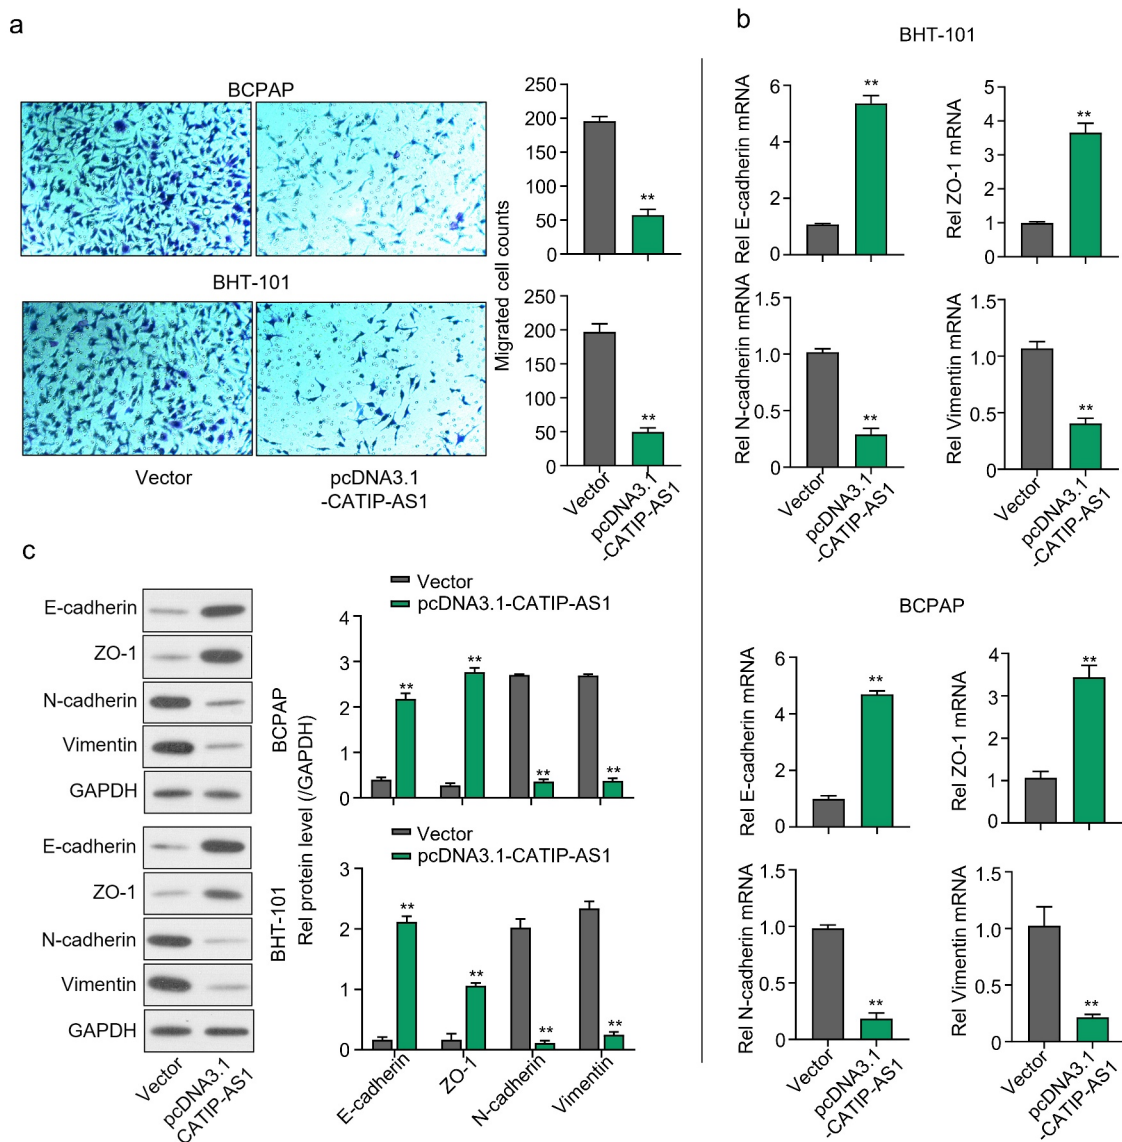 a
BCPAP
BHT-101
Vector
pcDNA3.1
-CATIP-AS1
Migrated cell counts
250
200
150
100
50
0
**
250
200
150
100
50
0
**
Vector
pcDNA3.1
-CATIP-AS1
b
BHT-101
Rel E-cadherin mRNA
6
4
2
0
**
Rel ZO-1 mRNA
5
4
3
2
1
0
**
Rel N-cadherin mRNA
1.5
1.0
0.5
0
**
Rel Vimentin mRNA
1.5
1.0
0.5
0
**
Vector
pcDNA3.1
-CATIP-AS1
Vector
pcDNA3.1
-CATIP-AS1
BCPAP
Rel E-cadherin mRNA
6
4
2
0
**
Rel ZO-1 mRNA
4
3
2
1
0
**
Rel N-cadherin mRNA
1.5
1.0
0.5
0
**
Rel Vimentin mRNA
1.5
1.0
0.5
0
**
Vector
pcDNA3.1
-CATIP-AS1
Vector
pcDNA3.1
-CATIP-AS1
c
E-cadherin
ZO-1
N-cadherin
Vimentin
GAPDH
BCPAP
E-cadherin
ZO-1
N-cadherin
Vimentin
GAPDH
BHT-101
Vector
pcDNA3.1
CATIP-AS1
Rel protein level (/GAPDH)
Vector
pcDNA3.1-CATIP-AS1
4
3
2
1
0
**
**
**
**
Vector
pcDNA3.1-CATIP-AS1
3
2
1
0
**
**
**
**
E-cadherin
ZO-1
N-cadherin
Vimentin